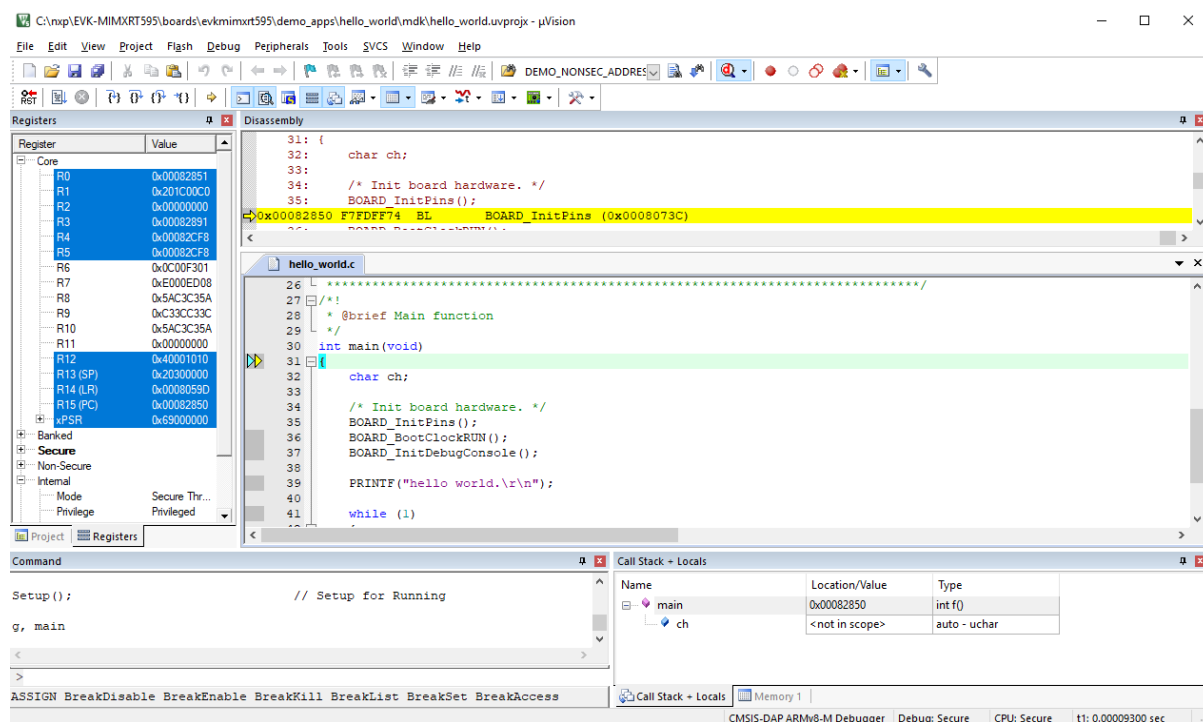 C:\nxp\EVK-MIMXRT595\boards\evkmimxrt595\demo_apps\hello_world\mdk\hello_world.uvprojx - µVision
File Edit View Project Flash Debug Peripherals Tools SVCS Window Help
DEMO_NONSEC_ADDRES
RST
Registers
Register Value
Core
R0 0x00082851
R1 0x201C00C0
R2 0x00000000
R3 0x00082891
R4 0x00082CF8
R5 0x00082CF8
R6 0x0C00F301
R7 0xE000ED08
R8 0x5AC3C35A
R9 0xC33CC33C
R10 0x5AC3C35A
R11 0x00000000
R12 0x40001010
R13 (SP) 0x20300000
R14 (LR) 0x0008059D
R15 (PC) 0x00082850
xPSR 0x69000000
Banked
Secure
Non-Secure
Internal
Mode Secure Thr...
Privilege Privileged
Project Registers
Disassembly
31: {
32: char ch;
33:
34: /* Init board hardware. */
35: BOARD_InitPins();
0x00082850 F7FDFF74 BL BOARD_InitPins (0x0008073C)
hello_world.c
26 ******************************************************************************/
27 /*!
28 * @brief Main function
29 */
30 int main(void)
31 {
32 char ch;
33
34 /* Init board hardware. */
35 BOARD_InitPins();
36 BOARD_BootClockRUN();
37 BOARD_InitDebugConsole();
38
39 PRINTF("hello world.\r\n");
40
41 while (1)
Command
Setup(); // Setup for Running
g, main
>
ASSIGN BreakDisable BreakEnable BreakKill BreakList BreakSet BreakAccess
Call Stack + Locals
Name Location/Value Type
main 0x00082850 int f()
ch <not in scope> auto - uchar
Call Stack + Locals Memory 1
CMSIS-DAP ARMv8-M Debugger Debug: Secure CPU: Secure t1: 0.00009300 sec